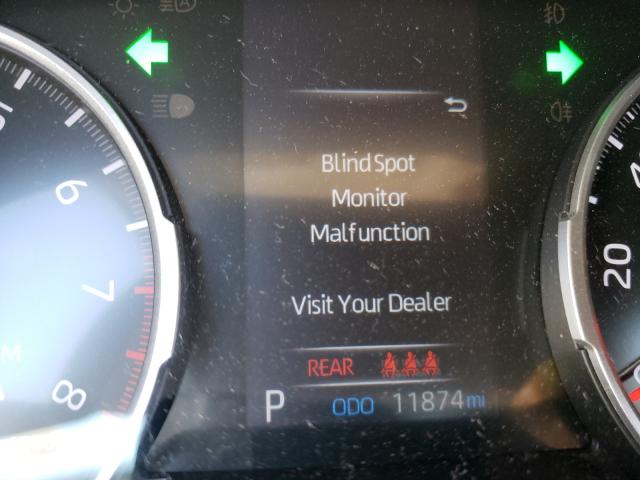 Blind Spot
Monitor
Malfunction
Visit Your Dealer
REAR
P ODO 11874 mi
6
7
8
20